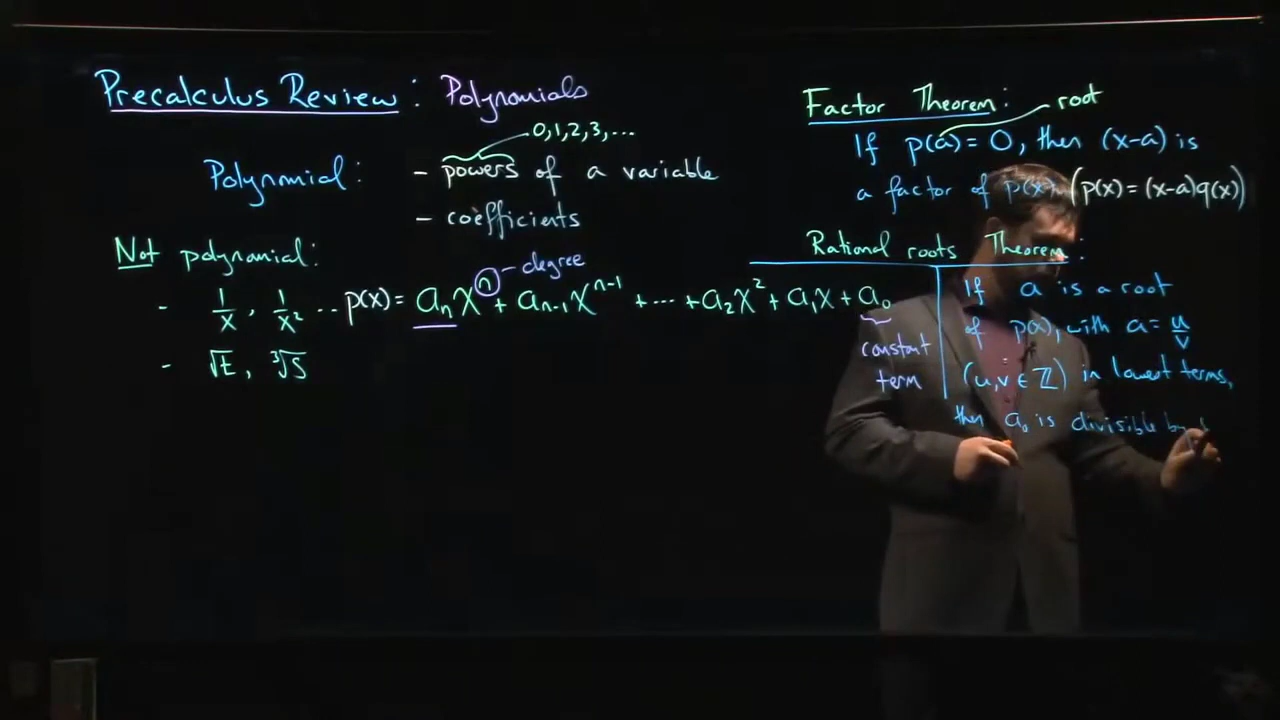 Precalculus Review: Polynomials
0,1,2,3,...
Polynomial: - powers of a variable
- coefficients
Not polynomial:
- 1/x, 1/x² ...
- √t, ³√s
degree
p(x) = aₙxⁿ + aₙ₋₁xⁿ⁻¹ + ... + a₂x² + a₁x + a₀
constant
term
Factor Theorem:
root
If p(a) = 0, then (x-a) is
a factor of p(x). (p(x) = (x-a)q(x))
Rational roots Theorem:
If a is a root
of p(a), with a = u/v
(u,v ∈ ℤ) in lowest terms,
then a₀ is divisible by